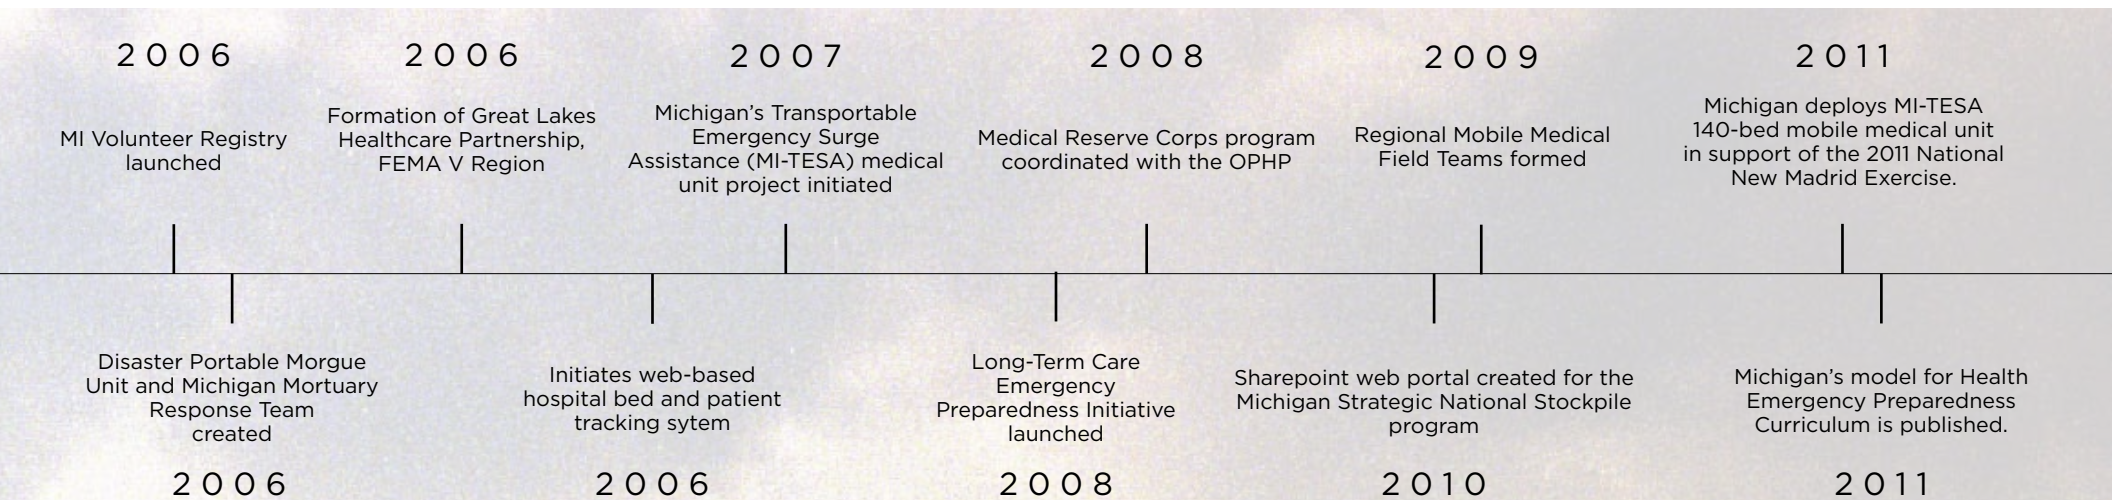 2006
MI Volunteer Registry
launched
2006
Formation of Great Lakes
Healthcare Partnership,
FEMA V Region
2007
Michigan’s Transportable
Emergency Surge
Assistance (MI-TESA) medical
unit project initiated
2008
Medical Reserve Corps program
coordinated with the OPHP
2009
Regional Mobile Medical
Field Teams formed
2011
Michigan deploys MI-TESA
140-bed mobile medical unit
in support of the 2011 National
New Madrid Exercise.
Disaster Portable Morgue
Unit and Michigan Mortuary
Response Team
created
2006
Initiates web-based
hospital bed and patient
tracking sytem
2006
Long-Term Care
Emergency
Preparedness Initiative
launched
2008
Sharepoint web portal created for the
Michigan Strategic National Stockpile
program
2010
Michigan’s model for Health
Emergency Preparedness
Curriculum is published.
2011